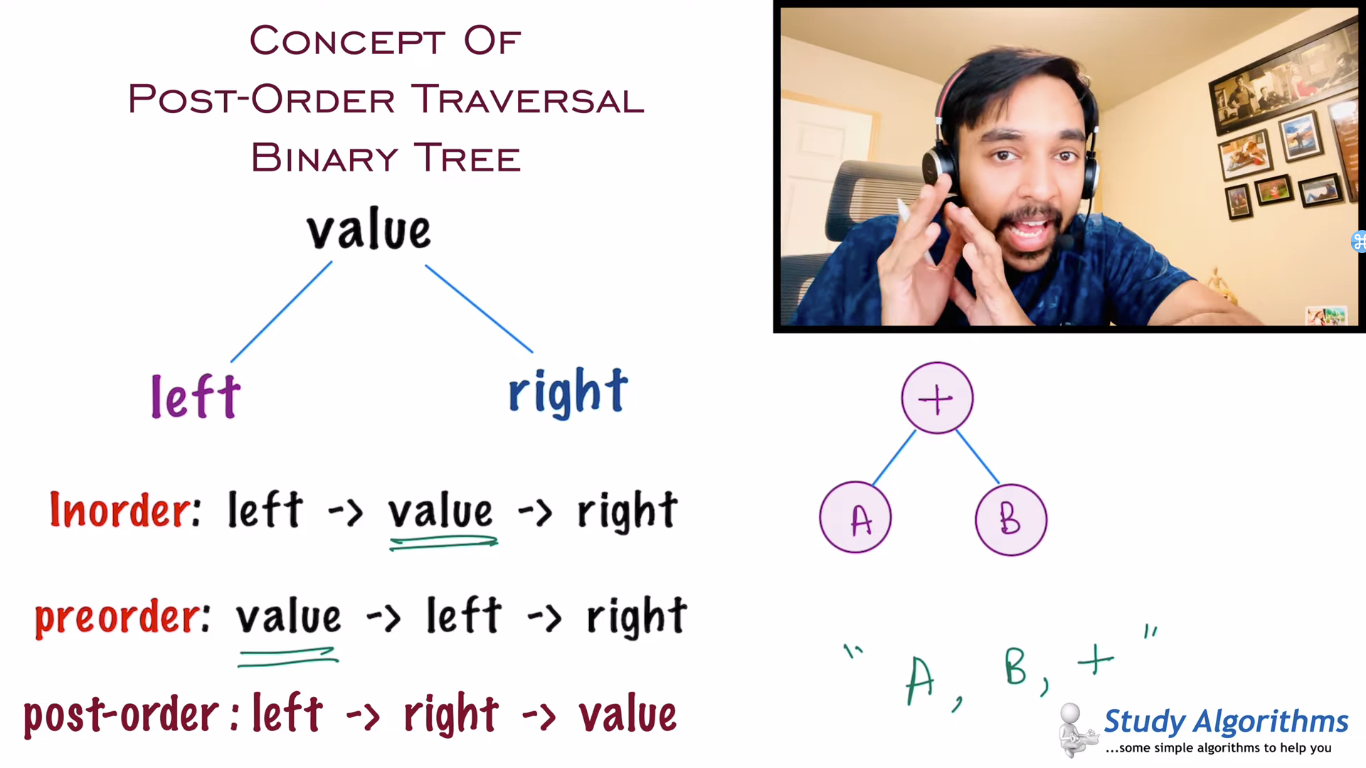 CONCEPT OF
POST-ORDER TRAVERSAL
BINARY TREE
value
left right
Inorder: left -> value -> right
preorder: value -> left -> right
post-order : left -> right -> value
+
A B
" A, B, + "
Study Algorithms
...some simple algorithms to help you
⌘